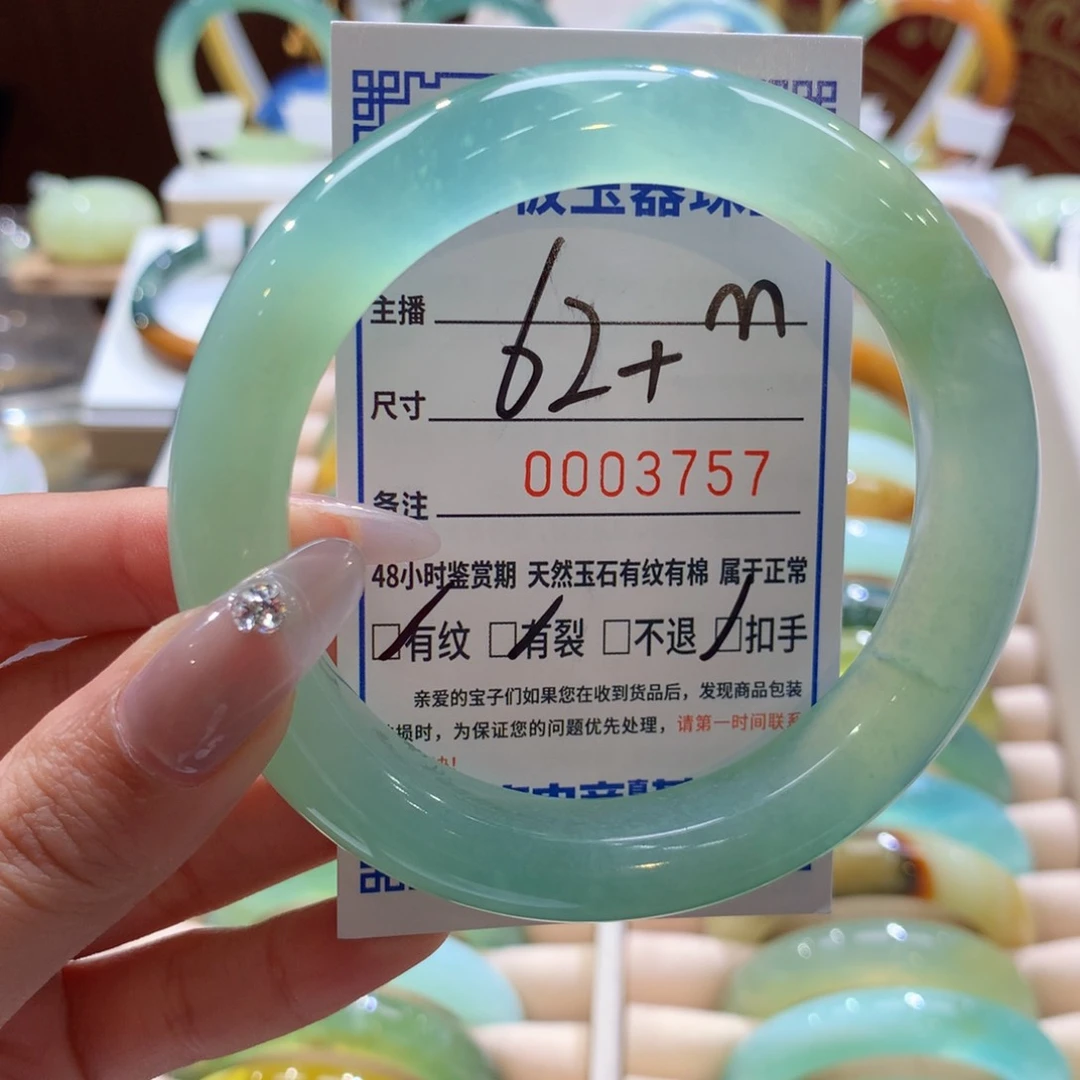 玉器珠
主播 m
尺寸 62+
0003757
备注
48小时鉴赏期 天然玉石有纹有棉 属于正常
□有纹 □有裂 □不退 □扣手
亲爱的宝子们如果您在收到货品后，发现商品包装
损时，为保证您的问题优先处理，请第一时间联系